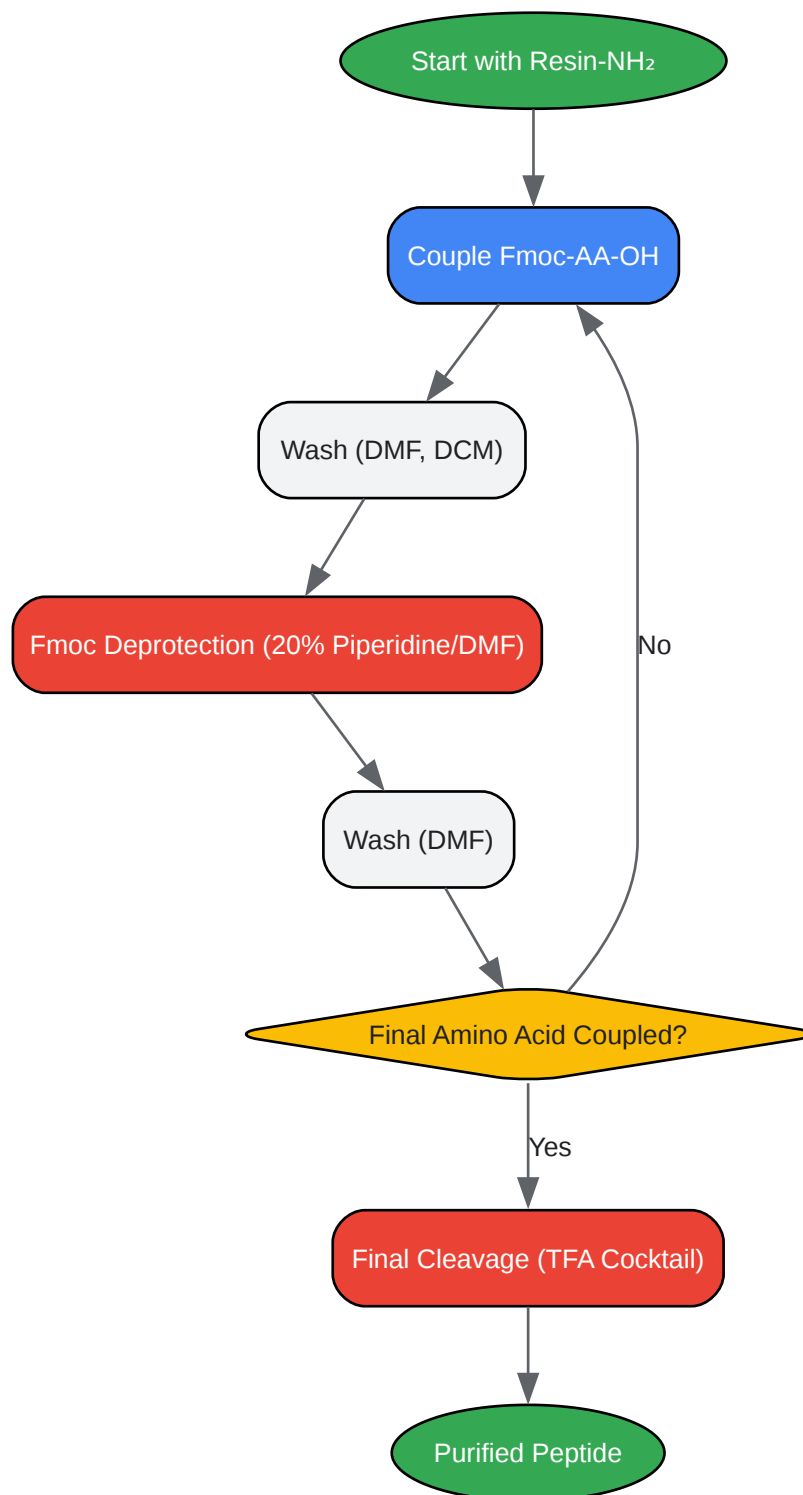 Start with Resin-NH₂
Couple Fmoc-AA-OH
Wash (DMF, DCM)
Fmoc Deprotection (20% Piperidine/DMF)
No
Wash (DMF)
Final Amino Acid Coupled?
Yes
Final Cleavage (TFA Cocktail)
Purified Peptide